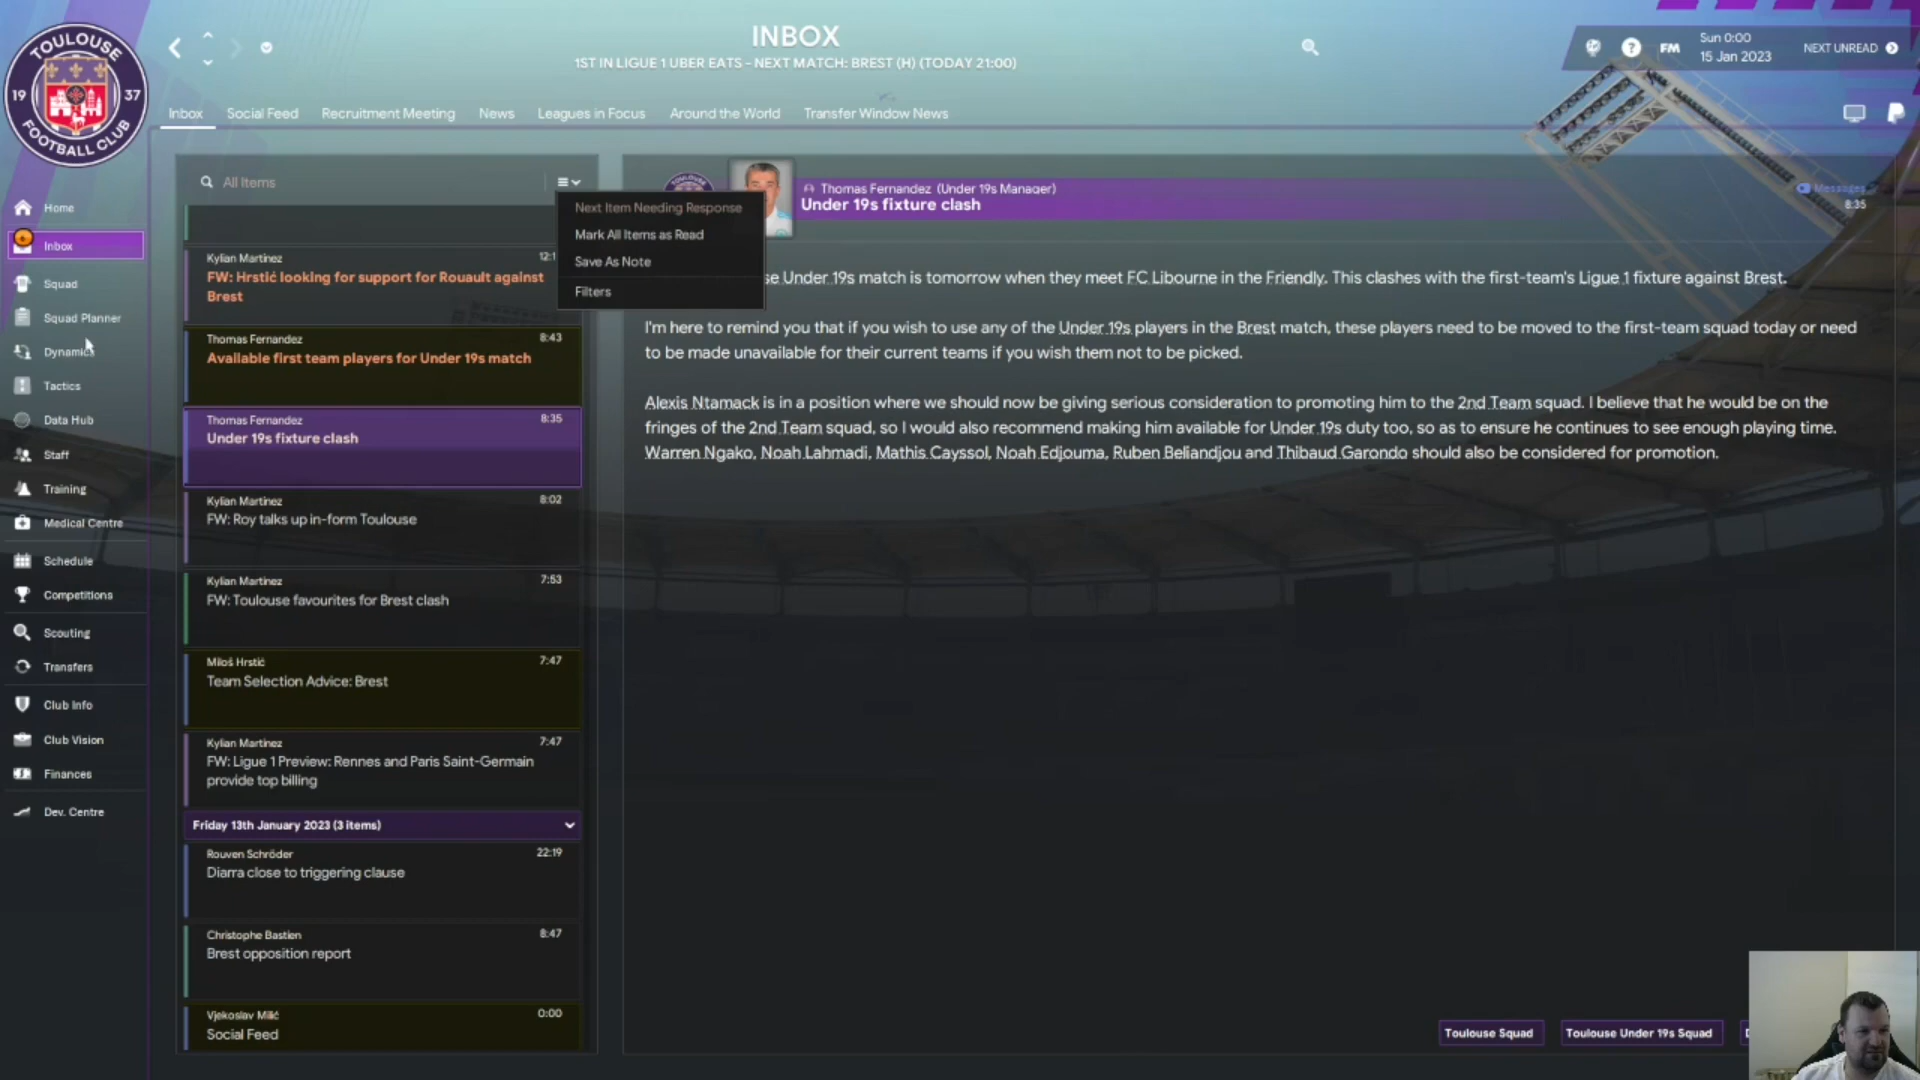 TOULOUSE
19 37
FOOTBALL CLUB
INBOX
1ST IN LIGUE 1 UBER EATS - NEXT MATCH: BREST (H) (TODAY 21:00)
FM
Sun 0:00
15 Jan 2023
NEXT UNREAD
Inbox
Social Feed
Recruitment Meeting
News
Leagues in Focus
Around the World
Transfer Window News
Home
Inbox
Squad
Squad Planner
Dynamics
Tactics
Data Hub
Staff
Training
Medical Centre
Schedule
Competitions
Scouting
Transfers
Club Info
Club Vision
Finances
Dev. Centre
All Items
Kylian Martinez
12:1
FW: Hrstić looking for support for Rouault against
Brest
Thomas Fernandez 8:43
Available first team players for Under 19s match
Thomas Fernandez 8:35
Under 19s fixture clash
Kylian Martinez 8:02
FW: Roy talks up in-form Toulouse
Kylian Martinez 7:53
FW: Toulouse favourites for Brest clash
Miloš Hrstić 7:47
Team Selection Advice: Brest
Kylian Martinez 7:47
FW: Ligue 1 Preview: Rennes and Paris Saint-Germain
provide top billing
Friday 13th January 2023 (3 items)
Rouven Schröder 22:19
Diarra close to triggering clause
Christophe Bastien 8:47
Brest opposition report
Vjekoslav Milić 0:00
Social Feed
Next Item Needing Response
Mark All Items as Read
Save As Note
Filters
Thomas Fernandez (Under 19s Manager)
Under 19s fixture clash
Messages
8:35
se Under 19s match is tomorrow when they meet FC Libourne in the Friendly. This clashes with the first-team's Ligue 1 fixture against Brest.
I'm here to remind you that if you wish to use any of the Under 19s players in the Brest match, these players need to be moved to the first-team squad today or need
to be made unavailable for their current teams if you wish them not to be picked.
Alexis Ntamack is in a position where we should now be giving serious consideration to promoting him to the 2nd Team squad. I believe that he would be on the
fringes of the 2nd Team squad, so I would also recommend making him available for Under 19s duty too, so as to ensure he continues to see enough playing time.
Warren Ngako, Noah Lahmadi, Mathis Cayssol, Noah Edjouma, Ruben Beliandjou and Thibaud Garondo should also be considered for promotion.
Toulouse Squad
Toulouse Under 19s Squad